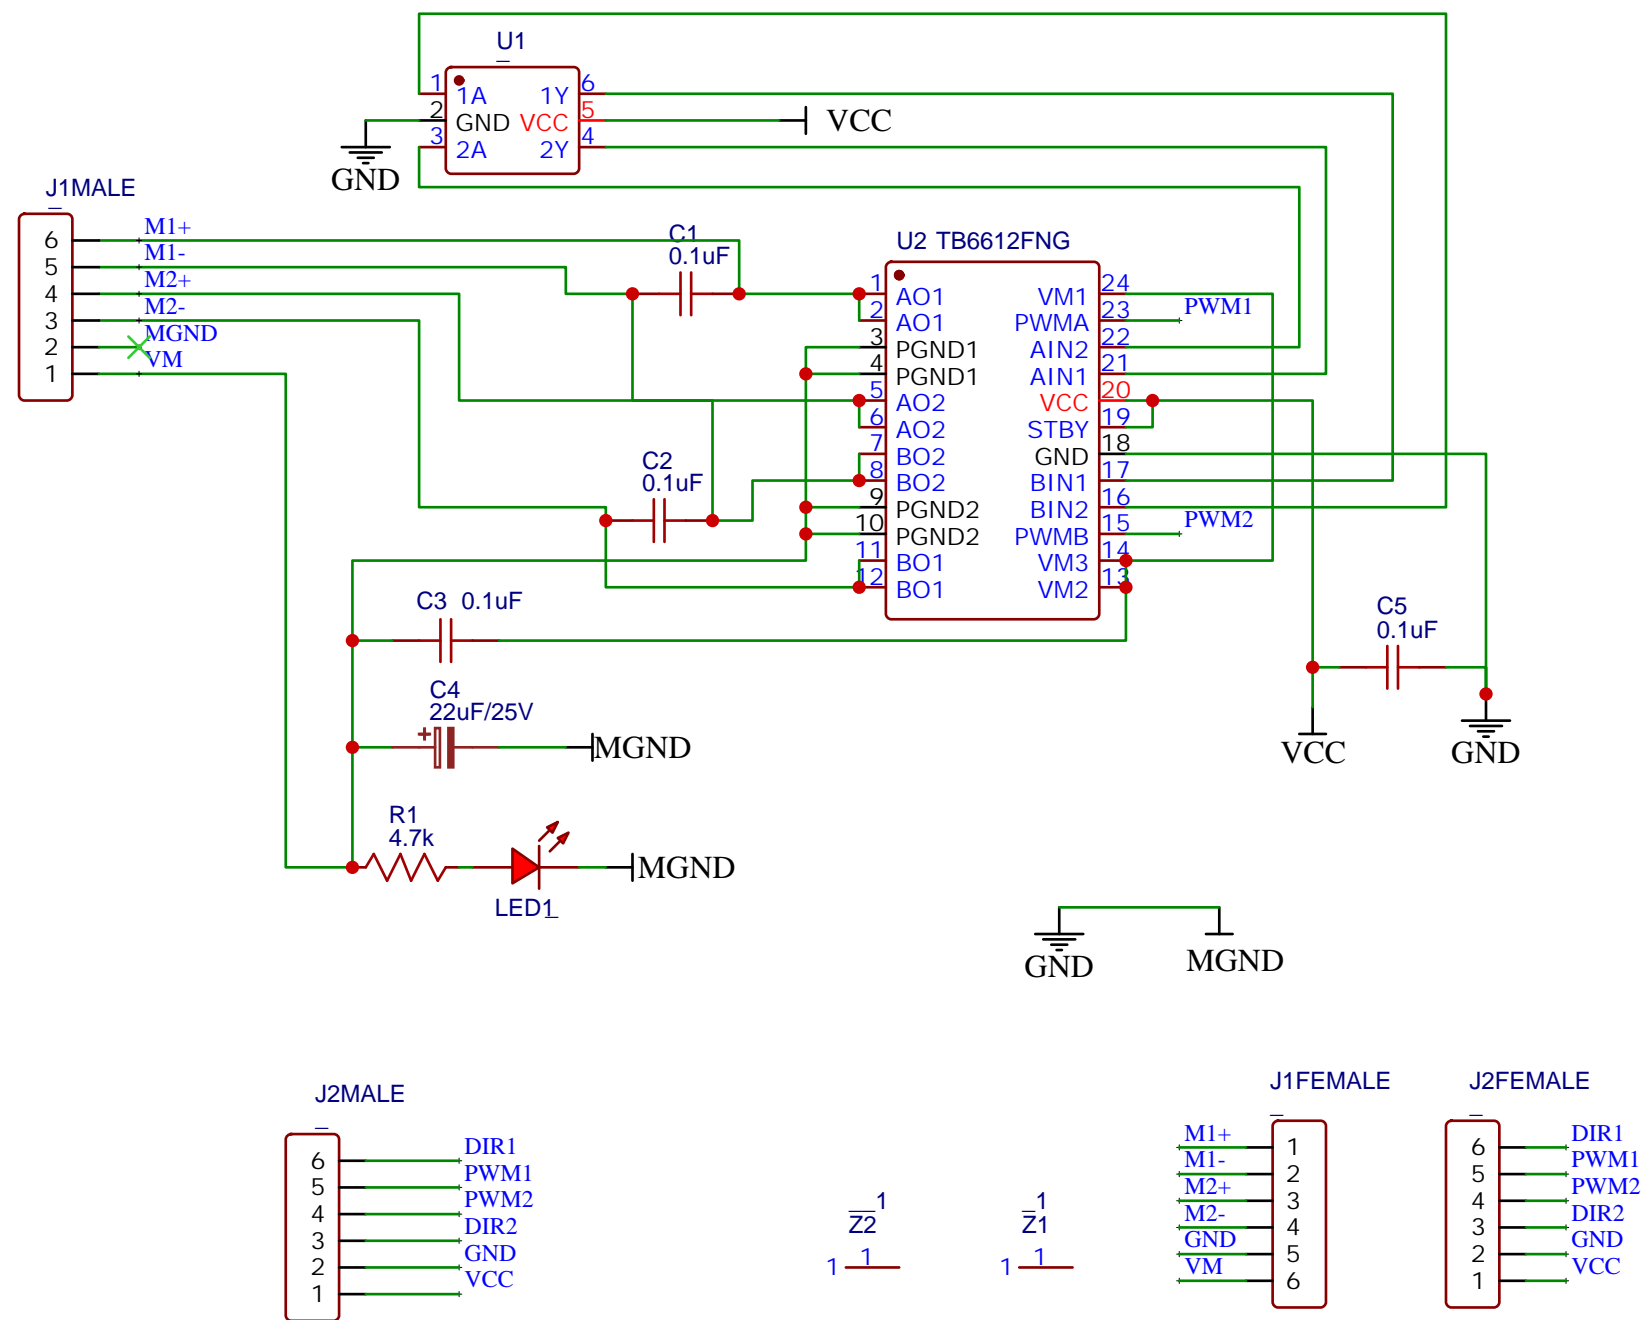 U1
1 1A 1Y 6
2 GND VCC 5
3 2A 2Y 4
VCC
GND
J1MALE
6 M1+
5 M1-
4 M2+
3 M2-
2 MGND
1 VM
C1
0.1uF
C2
0.1uF
U2 TB6612FNG
1 AO1 VM1 24
2 AO1 PWMA 23 PWM1
3 PGND1 AIN2 22
4 PGND1 AIN1 21
5 AO2 VCC 20
6 AO2 STBY 19
7 BO2 GND 18
8 BO2 BIN1 17
9 PGND2 BIN2 16
10 PGND2 PWMB 15 PWM2
11 BO1 VM3 14
12 BO1 VM2 13
C3 0.1uF
C4
22uF/25V
+
MGND
R1
4.7k
MGND
LED1
C5
0.1uF
VCC
GND
GND
MGND
J2MALE
6 DIR1
5 PWM1
4 PWM2
3 DIR2
2 GND
1 VCC
1
Z2
1 1
1
Z1
1 1
J1FEMALE
M1+ 1
M1- 2
M2+ 3
M2- 4
GND 5
VM 6
J2FEMALE
6 DIR1
5 PWM1
4 PWM2
3 DIR2
2 GND
1 VCC